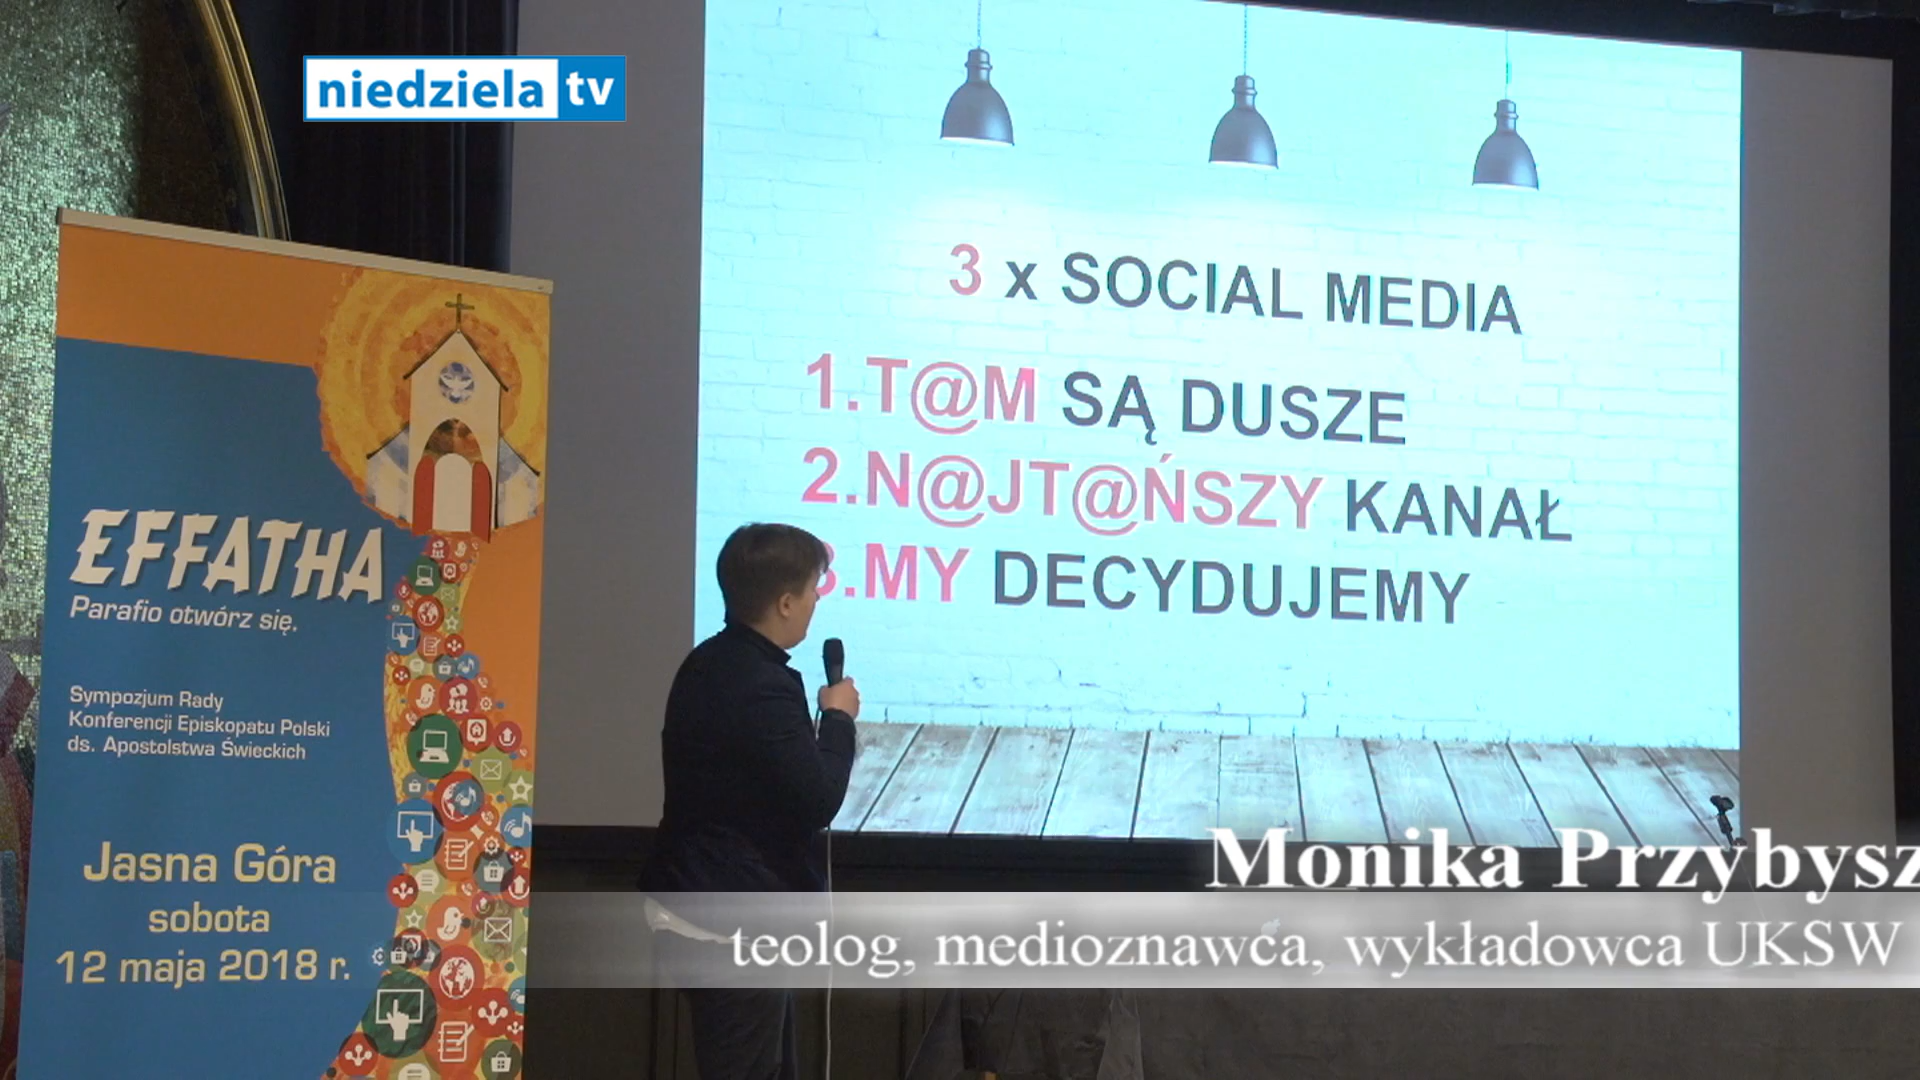 niedziela tv
3 x SOCIAL MEDIA
1.T@M SĄ DUSZE
2.N@JT@ŃSZY KANAŁ
3.MY DECYDUJEMY
EFFATHA
Parafio otwórz się.
Sympozjum Rady
Konferencji Episkopatu Polski
ds. Apostolstwa Świeckich
Jasna Góra
sobota
12 maja 2018 r.
Monika Przybysz
teolog, medioznawca, wykładowca UKSW